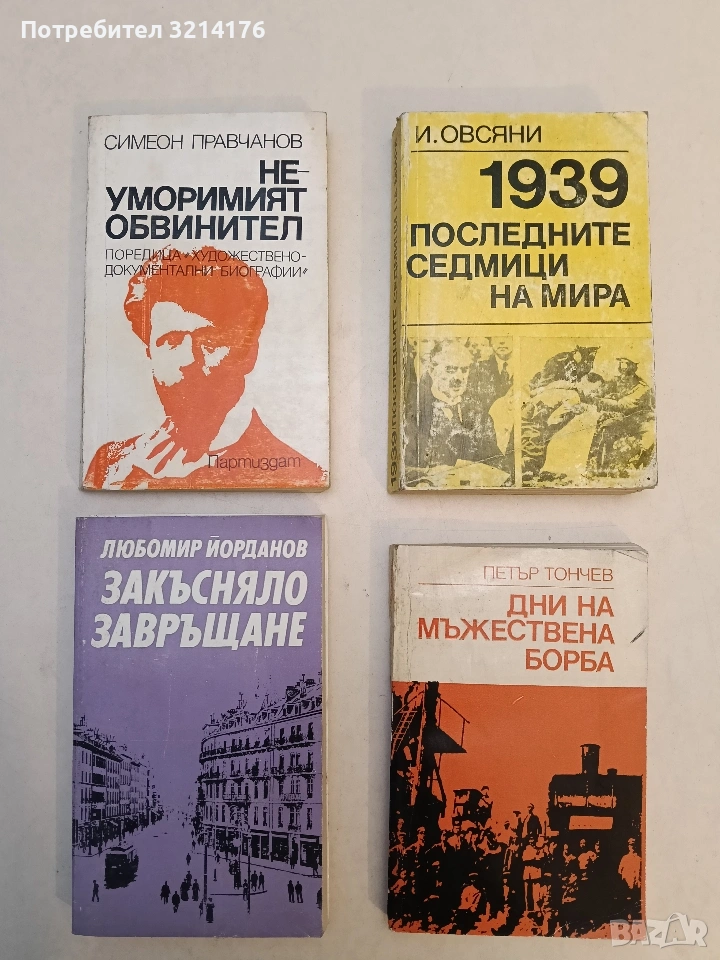 Потребител 3214176
СИМЕОН ПРАВЧАНОВ
НЕ-
УМОРИМИЯТ
ОБВИНИТЕЛ
ПОРЕДИЦА „ХУДОЖЕСТВЕНО-
ДОКУМЕНТАЛНИ БИОГРАФИИ“
Партиздат
И. ОВСЯНИ
1939
ПОСЛЕДНИТЕ
СЕДМИЦИ
НА МИРА
ЛЮБОМИР ЙОРДАНОВ
ЗАКЪСНЯЛО
ЗАВРЪЩАНЕ
ПЕТЪР ТОНЧЕВ
ДНИ НА
МЪЖЕСТВЕНА
БОРБА
BAZAR